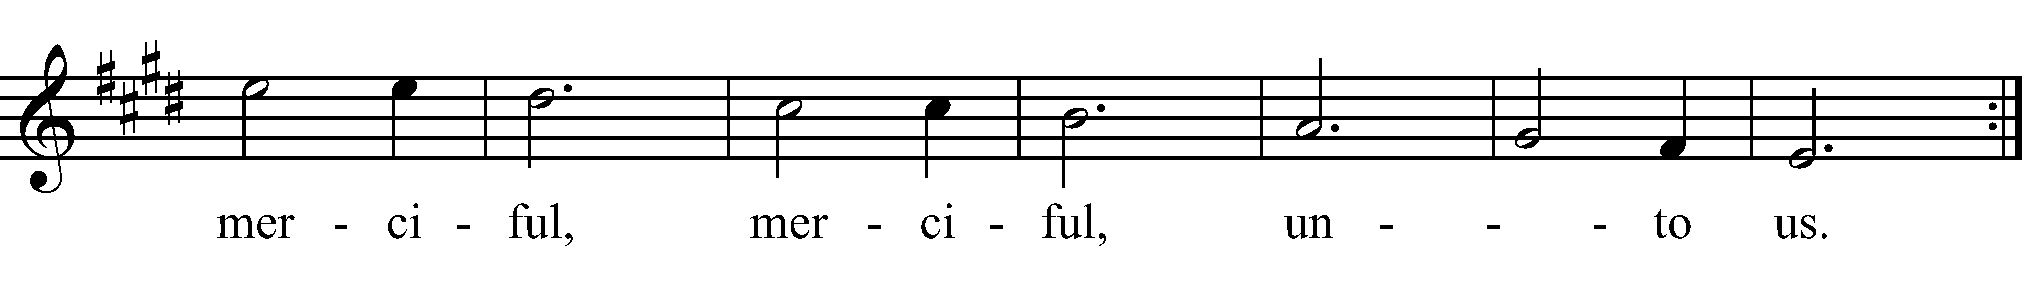 mer - ci - ful, mer - ci - ful, un - - - to us.